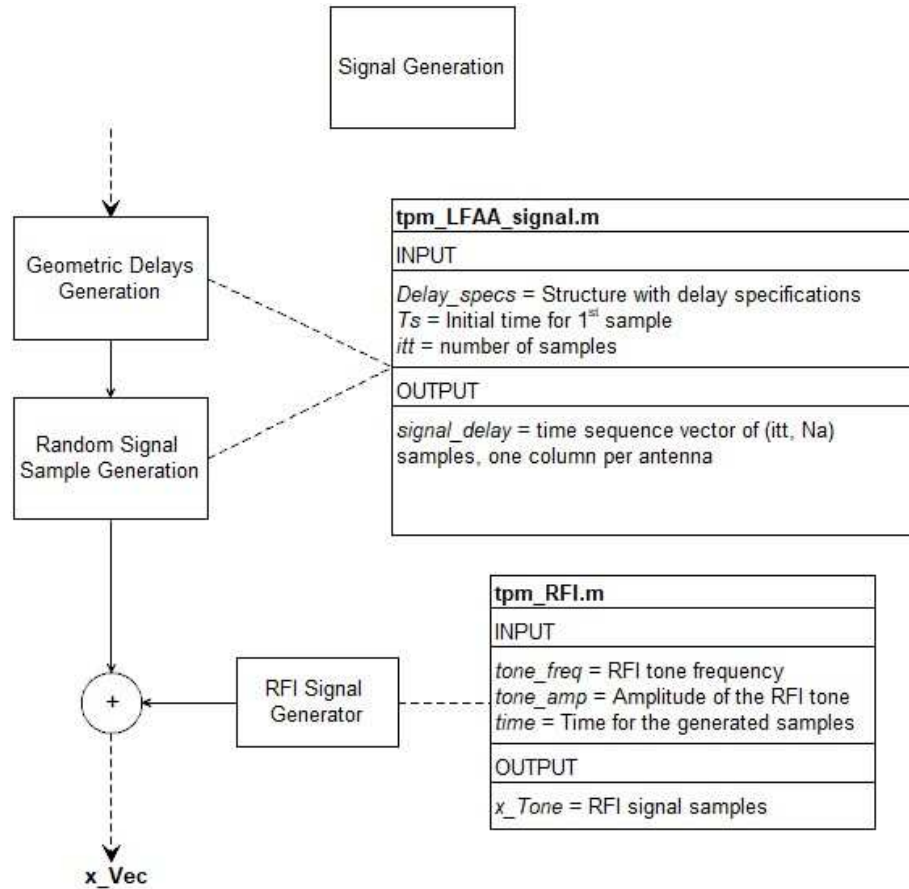 Signal Generation
Geometric Delays
Generation
tpm_LFAA_signal.m
INPUT
Delay_specs = Structure with delay specifications
Ts = Initial time for 1st sample
itt = number of samples
OUTPUT
signal_delay = time sequence vector of (itt, Na)
samples, one column per antenna
Random Signal
Sample Generation
tpm_RFI.m
INPUT
tone_freq = RFI tone frequency
tone_amp = Amplitude of the RFI tone
time = Time for the generated samples
OUTPUT
x_Tone = RFI signal samples
RFI Signal
Generator
+
x_Vec